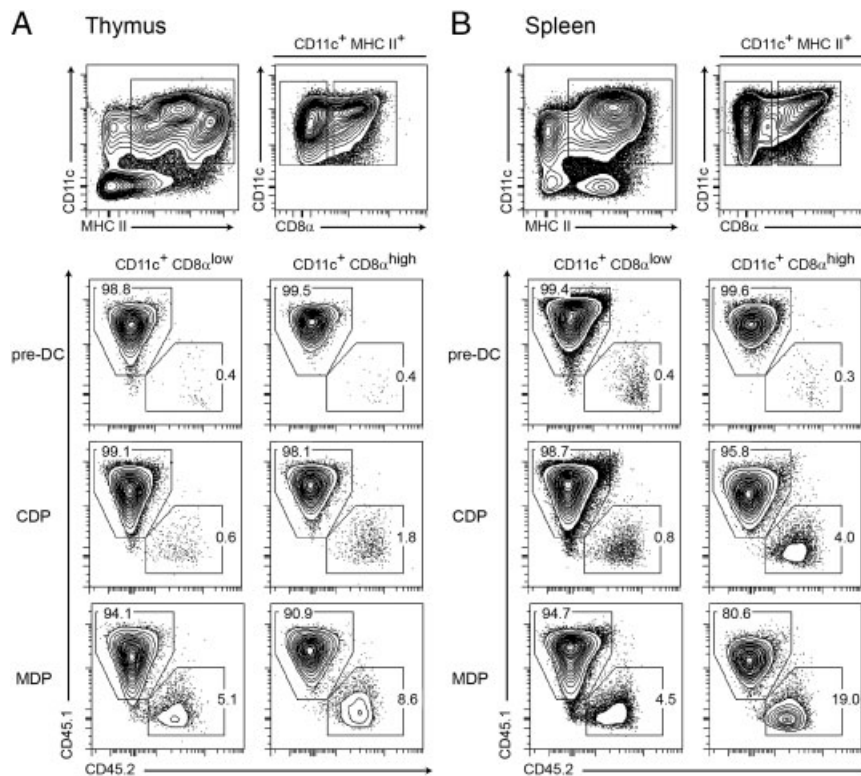 A Thymus
CD11c⁺ MHC II⁺
CD11c
MHC II
CD11c
CD8α
CD11c⁺ CD8α^low
CD11c⁺ CD8α^high
pre-DC
98.8
0.4
99.5
0.4
CDP
99.1
0.6
98.1
1.8
MDP
94.1
5.1
90.9
8.6
CD45.1
CD45.2
B Spleen
CD11c⁺ MHC II⁺
CD11c
MHC II
CD11c
CD8α
CD11c⁺ CD8α^low
CD11c⁺ CD8α^high
pre-DC
99.4
0.4
99.6
0.3
CDP
98.7
0.8
95.8
4.0
MDP
94.7
4.5
80.6
19.0
CD45.1
CD45.2